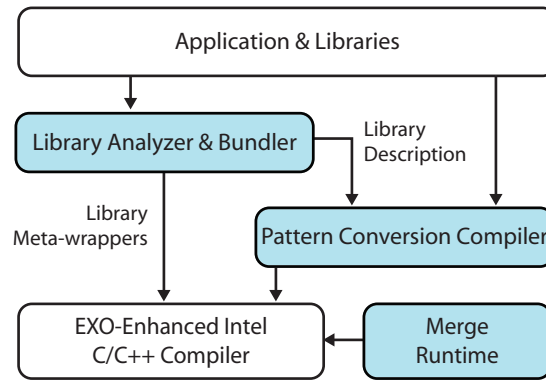 Application & Libraries
Library Analyzer & Bundler
Library
Description
Library
Meta-wrappers
Pattern Conversion Compiler
EXO-Enhanced Intel
C/C++ Compiler
Merge
Runtime